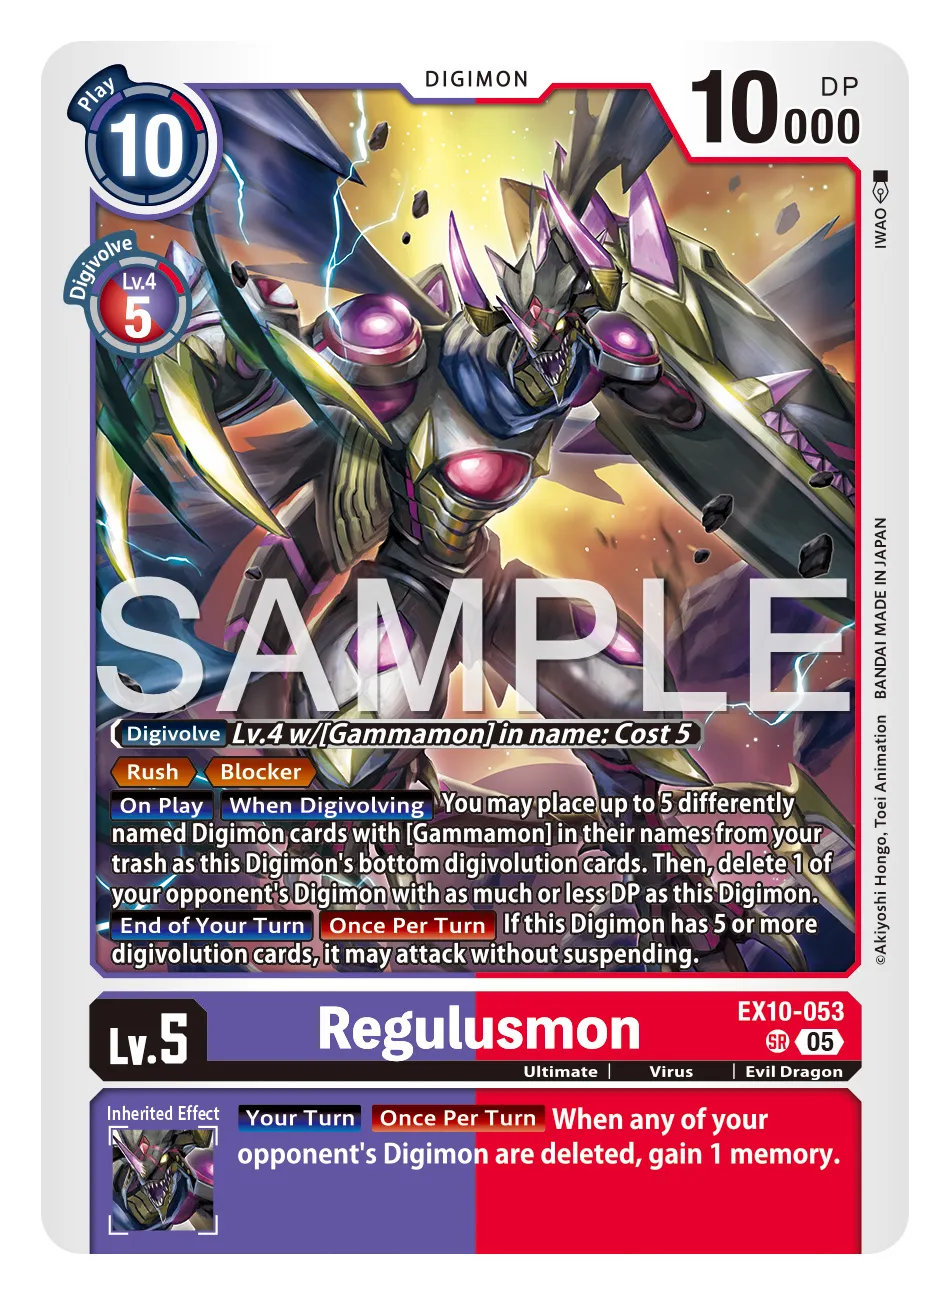 DIGIMON
Play
10
10000
DP
Digivolve
Lv.4
5
IWAO
BANDAI MADE IN JAPAN
©Akiyoshi Hongo, Toei Animation
SAMPLE
Digivolve Lv.4 w/[Gammamon] in name: Cost 5
Rush Blocker
On Play When Digivolving You may place up to 5 differently
named Digimon cards with [Gammamon] in their names from your
trash as this Digimon's bottom digivolution cards. Then, delete 1 of
your opponent's Digimon with as much or less DP as this Digimon.
End of Your Turn Once Per Turn If this Digimon has 5 or more
digivolution cards, it may attack without suspending.
Lv.5
Regulusmon
EX10-053
SR 05
Ultimate | Virus | Evil Dragon
Inherited Effect
Your Turn Once Per Turn When any of your
opponent's Digimon are deleted, gain 1 memory.